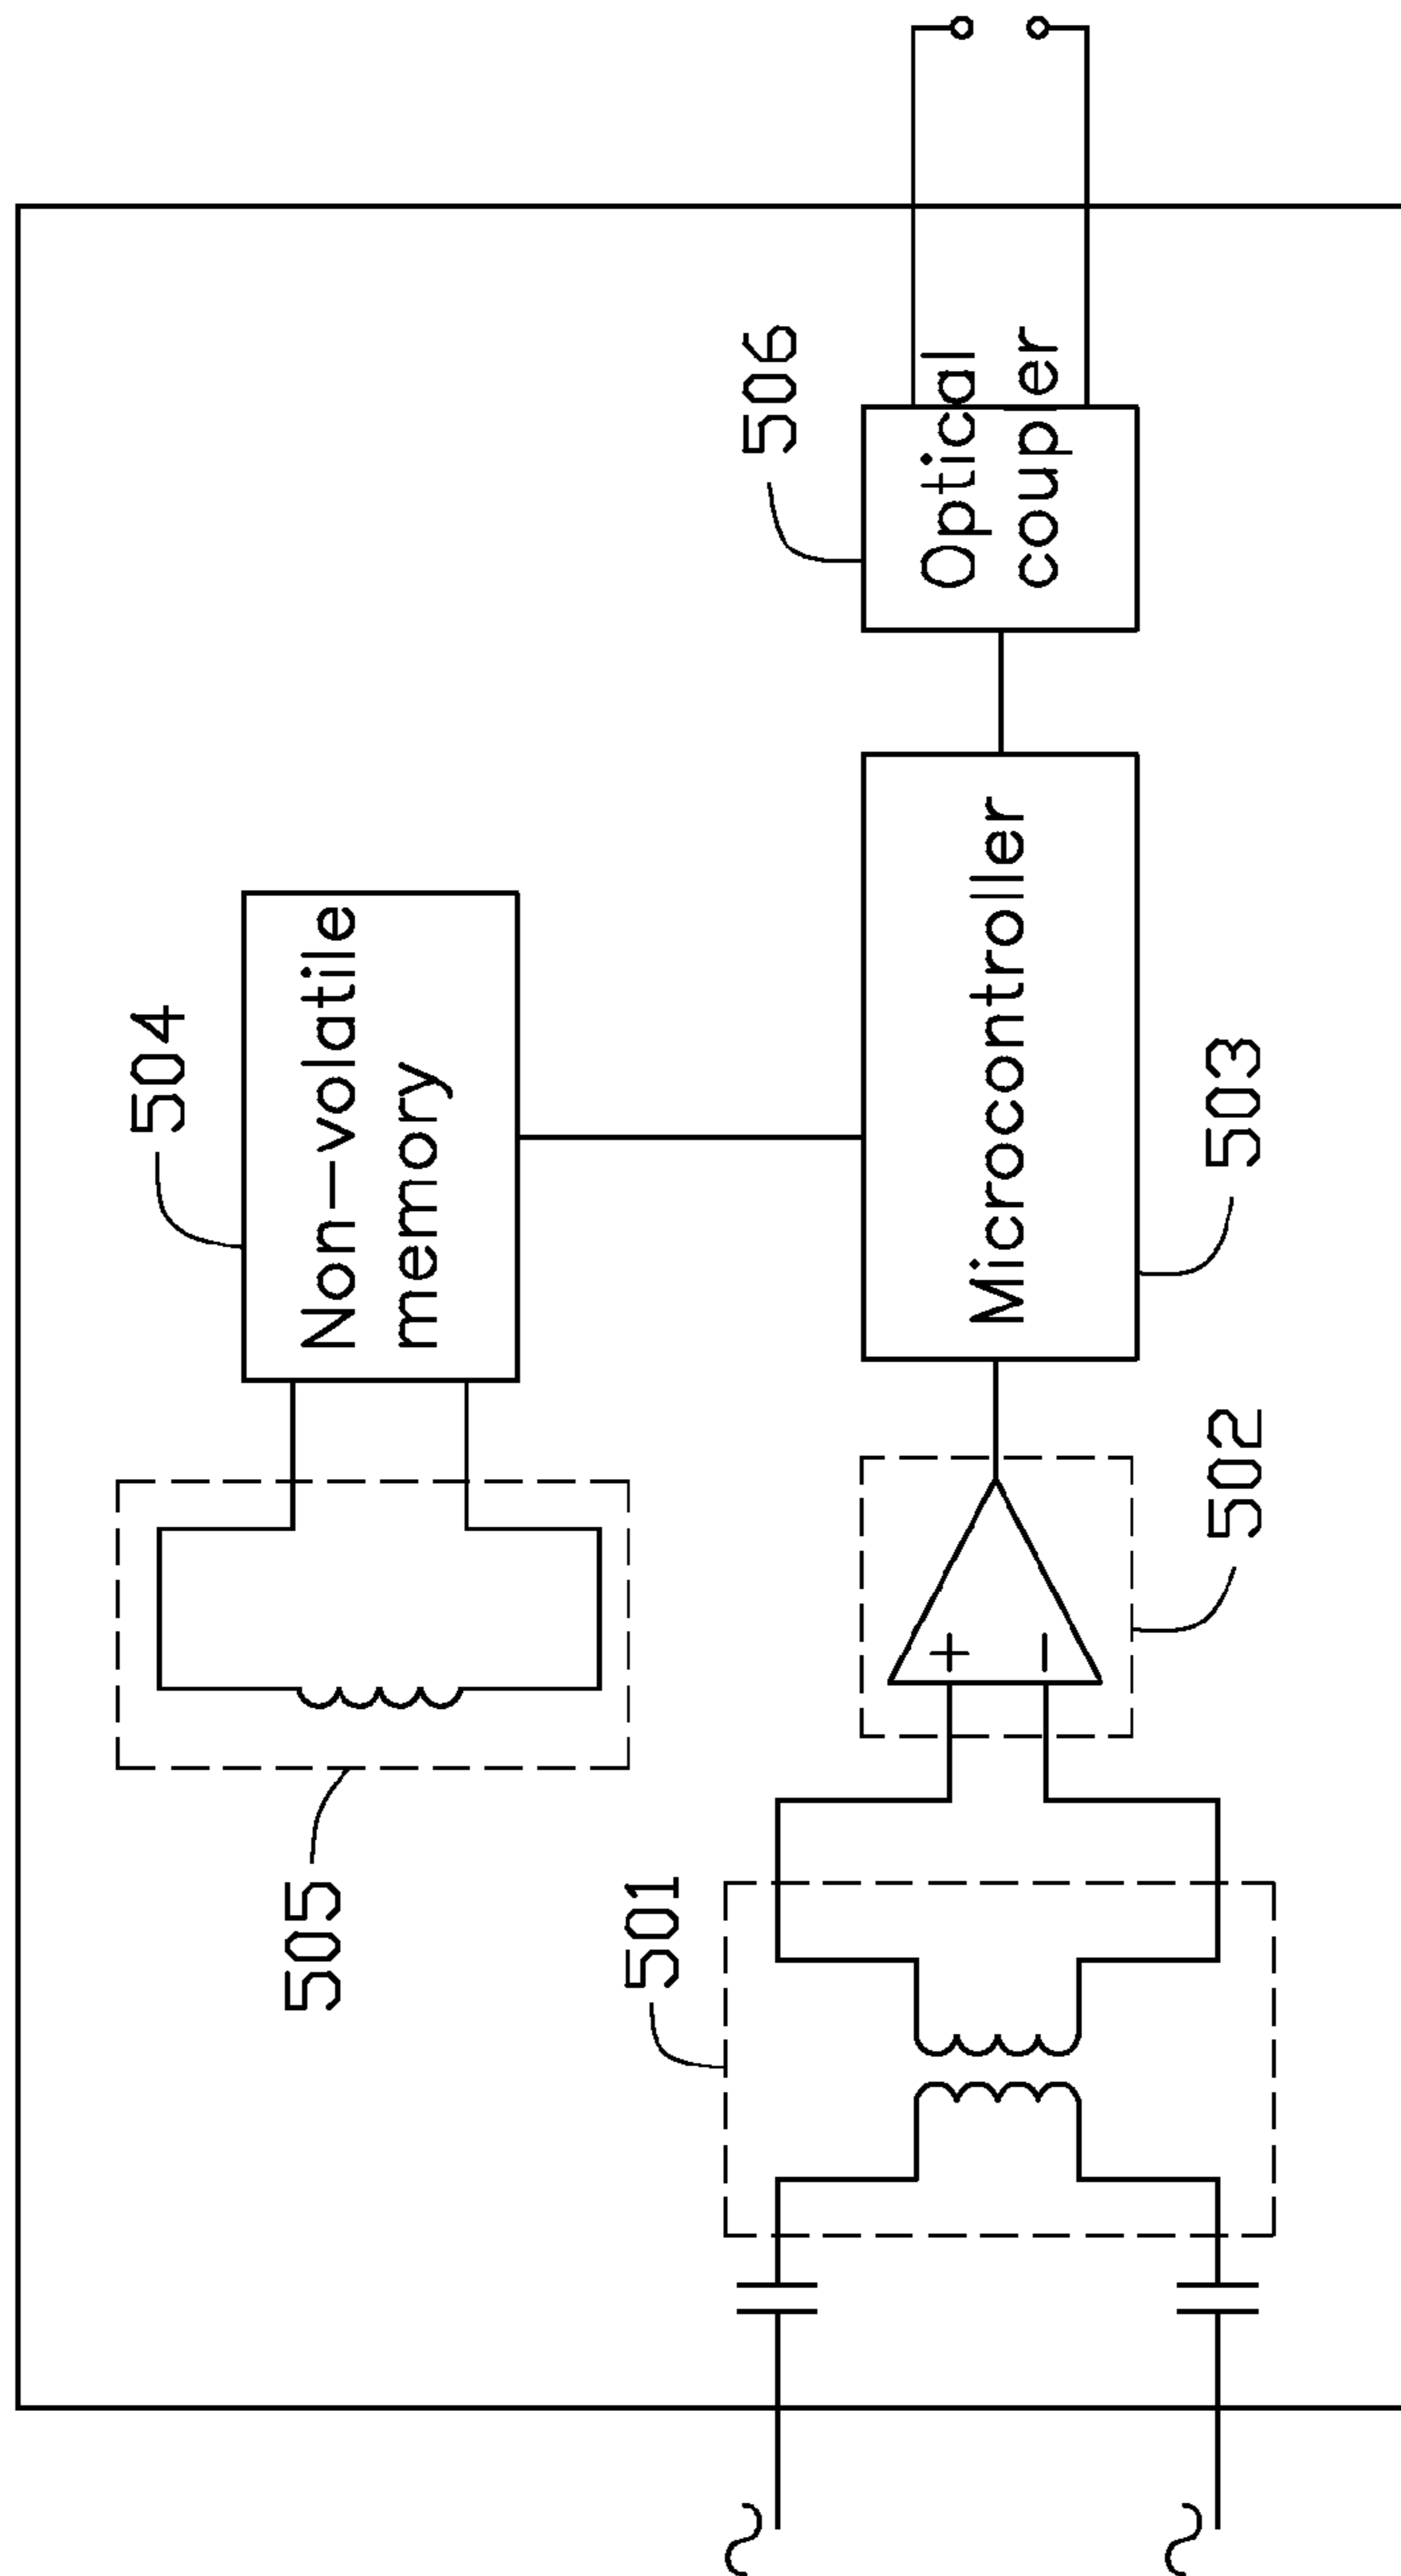 505
504
Non-volatile
memory
501
506
+
−
Microcontroller
Optical
coupler
502
503